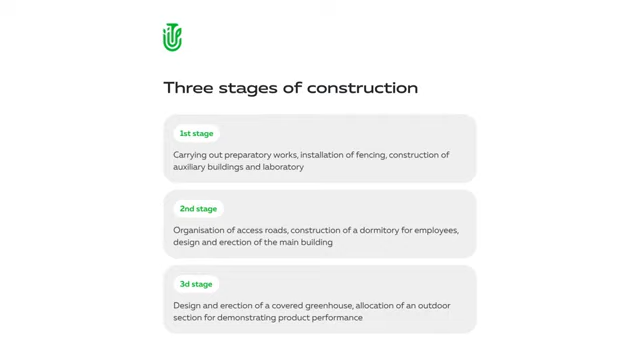 Three stages of construction
1st stage
Carrying out preparatory works, installation of fencing, construction of
auxiliary buildings and laboratory
2nd stage
Organisation of access roads, construction of a dormitory for employees,
design and erection of the main building
3d stage
Design and erection of a covered greenhouse, allocation of an outdoor
section for demonstrating product performance